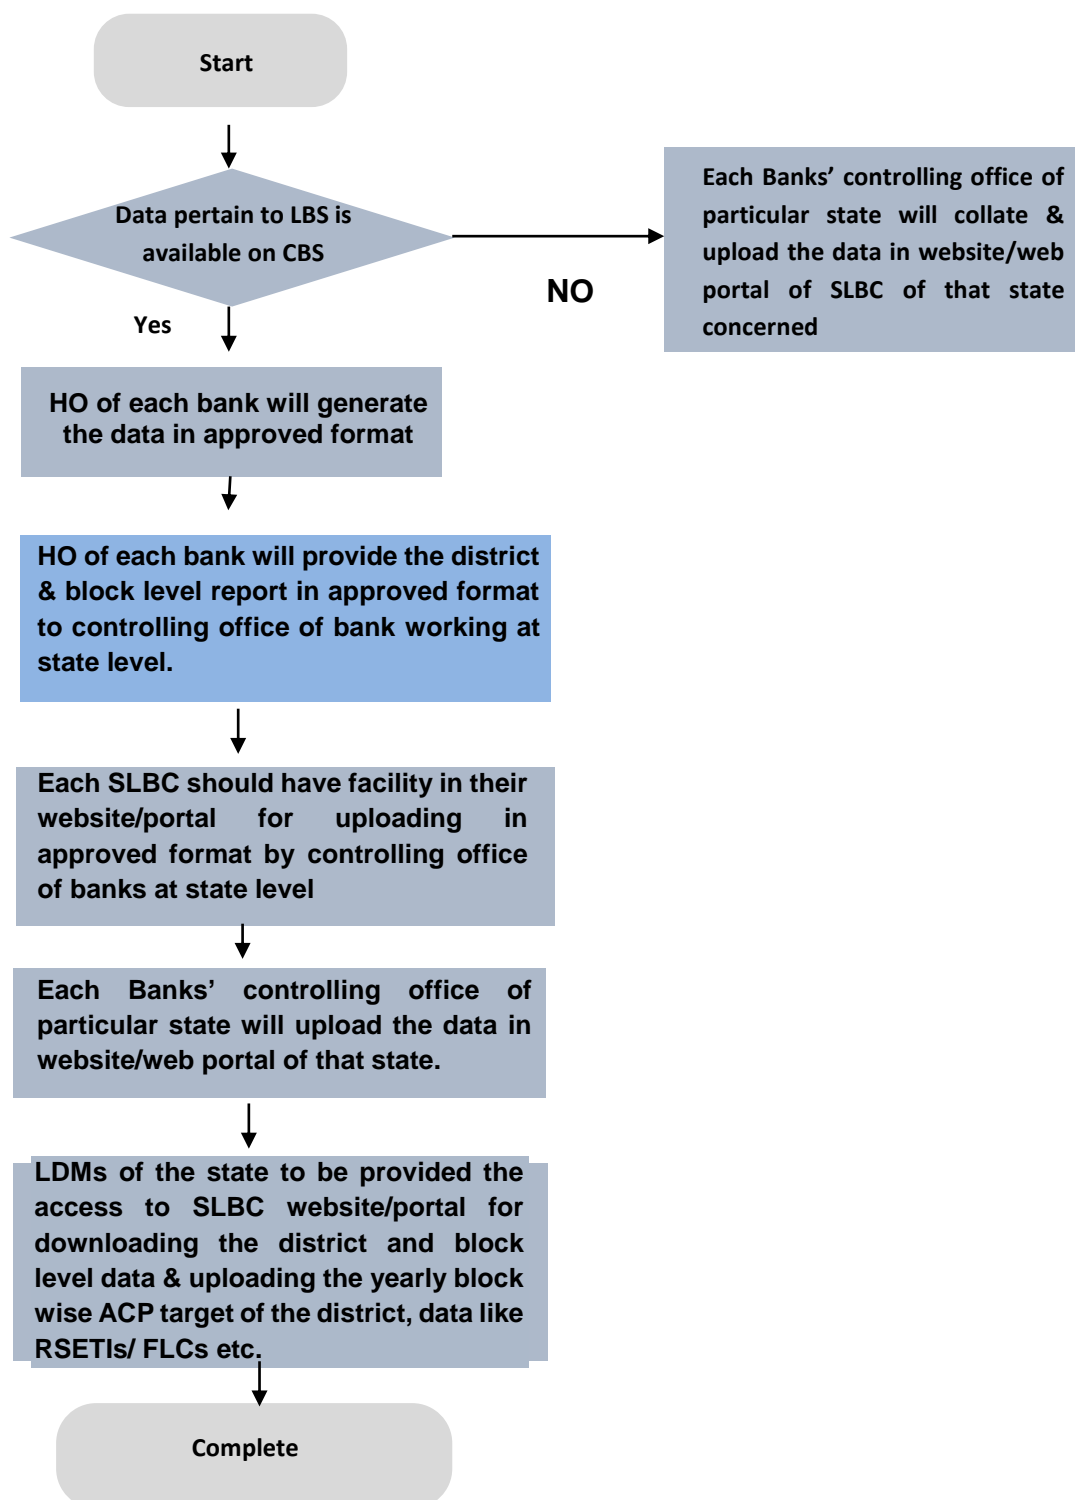 Start
Data pertain to LBS is
available on CBS
Each Banks’ controlling office of
particular state will collate &
upload the data in website/web
portal of SLBC of that state
concerned
NO
Yes
HO of each bank will generate
the data in approved format
HO of each bank will provide the district
& block level report in approved format
to controlling office of bank working at
state level.
Each SLBC should have facility in their
website/portal for uploading in
approved format by controlling office
of banks at state level
Each Banks’ controlling office of
particular state will upload the data in
website/web portal of that state.
LDMs of the state to be provided the
access to SLBC website/portal for
downloading the district and block
level data & uploading the yearly block
wise ACP target of the district, data like
RSETIs/ FLCs etc.
Complete